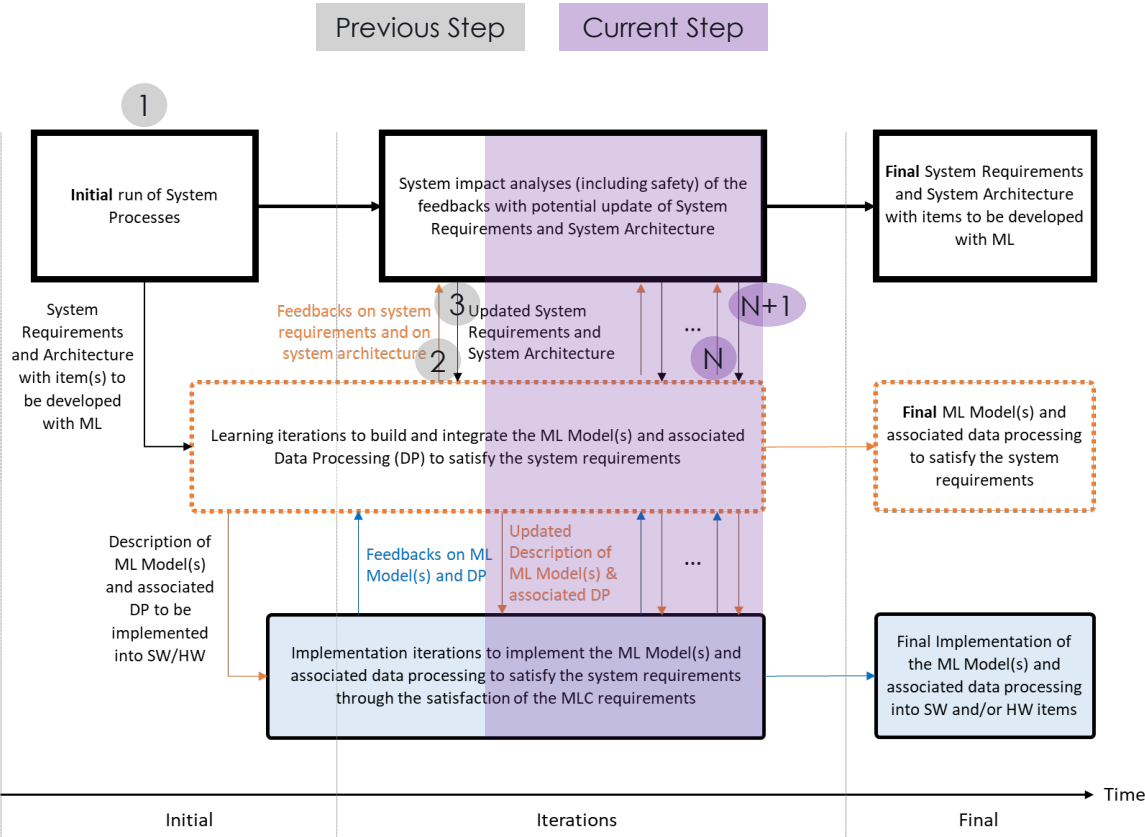 Previous Step
Current Step
1
Initial run of System
Processes
System impact analyses (including safety) of the
feedbacks with potential update of System
Requirements and System Architecture
Final System Requirements
and System Architecture
with items to be developed
with ML
System
Requirements
and Architecture
with item(s) to
be developed
with ML
Feedbacks on system
requirements and on
system architecture
2
3
Updated System
Requirements and
System Architecture
...
N
N+1
Learning iterations to build and integrate the ML Model(s) and associated
Data Processing (DP) to satisfy the system requirements
Final ML Model(s) and
associated data processing
to satisfy the system
requirements
Description of
ML Model(s)
and associated
DP to be
implemented
into SW/HW
Feedbacks on ML
Model(s) and DP
Updated
Description of
ML Model(s) &
associated DP
...
Implementation iterations to implement the ML Model(s) and
associated data processing to satisfy the system requirements
through the satisfaction of the MLC requirements
Final Implementation of
the ML Model(s) and
associated data processing
into SW and/or HW items
Time
Initial
Iterations
Final